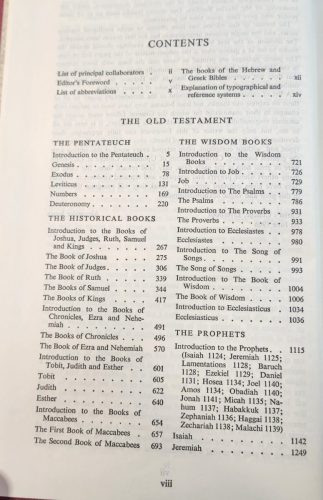 CONTENTS
List of principal collaborators . ii
Editor's Foreword . . . v
List of abbreviations . . . x
The books of the Hebrew and
Greek Bibles . . . . xii
Explanation of typographical and
reference systems . . . . xiv
THE OLD TESTAMENT
THE PENTATEUCH
Introduction to the Pentateuch . 5
Genesis . . . . . . 15
Exodus . . . . . . 78
Leviticus . . . . . . 131
Numbers . . . . . . 169
Deuteronomy . . . . . 220
THE HISTORICAL BOOKS
Introduction to the Books of
Joshua, Judges, Ruth, Samuel
and Kings . . . . . 267
The Book of Joshua . . . 275
The Book of Judges . . . . 306
The Book of Ruth . . . . 339
The Books of Samuel . . . 344
The Books of Kings . . . . 417
Introduction to the Books of
Chronicles, Ezra and Nehe-
miah . . . . . . 491
The Books of Chronicles . . . 496
The Book of Ezra and Nehemiah 570
Introduction to the Books of
Tobit, Judith and Esther . . 601
Tobit . . . . . . 605
Judith . . . . . . 622
Esther . . . . . . 640
Introduction to the Books of
Maccabees . . . . . 654
The First Book of Maccabees . 657
The Second Book of Maccabees 693
THE WISDOM BOOKS
Introduction to the Wisdom
Books . . . . . . 721
Introduction to Job . . . . 726
Job . . . . . . . 729
Introduction to The Psalms . . 779
The Psalms . . . . . 786
Introduction to The Proverbs . 931
The Proverbs . . . . . 933
Introduction to Ecclesiastes . . 978
Ecclesiastes . . . . . 980
Introduction to The Song of
Songs . . . . . . 991
The Song of Songs . . . . 993
Introduction to The Book of
Wisdom . . . . . . 1004
The Book of Wisdom . . . 1006
Introduction to Ecclesiasticus . 1034
Ecclesiasticus . . . . . 1036
THE PROPHETS
Introduction to the Prophets . . 1115
(Isaiah 1124; Jeremiah 1125;
Lamentations 1128; Baruch
1128; Ezekiel 1129; Daniel
1131; Hosea 1134; Joel 1140;
Amos 1134; Obadiah 1140;
Jonah 1141; Micah 1135; Na-
hum 1137; Habakkuk 1137;
Zephaniah 1136; Haggai 1138;
Zechariah 1138; Malachi 1139)
Isaiah . . . . . . 1142
Jeremiah . . . . . . 1249
viii